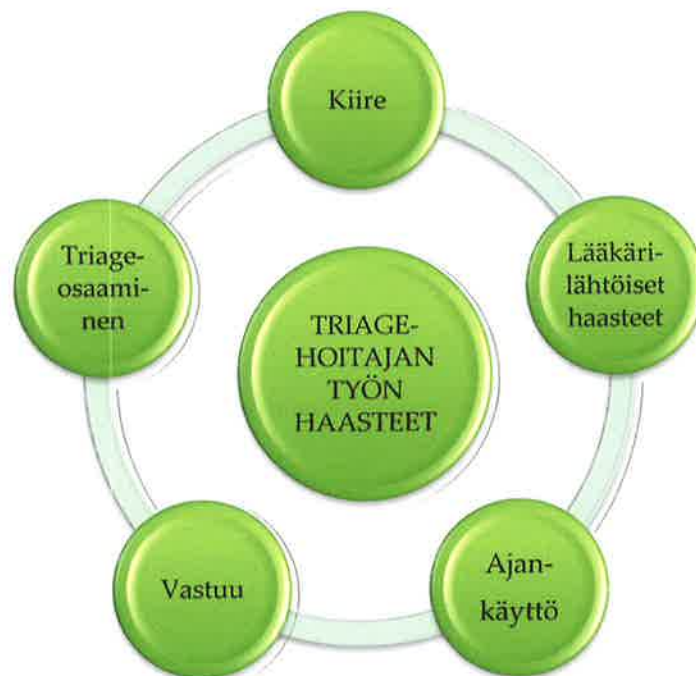 Kiire
Lääkäri-
lähtöiset
haasteet
Ajan-
käyttö
Vastuu
Triage-
osaami-
nen
TRIAGE-
HOITAJAN
TYÖN
HAASTEET